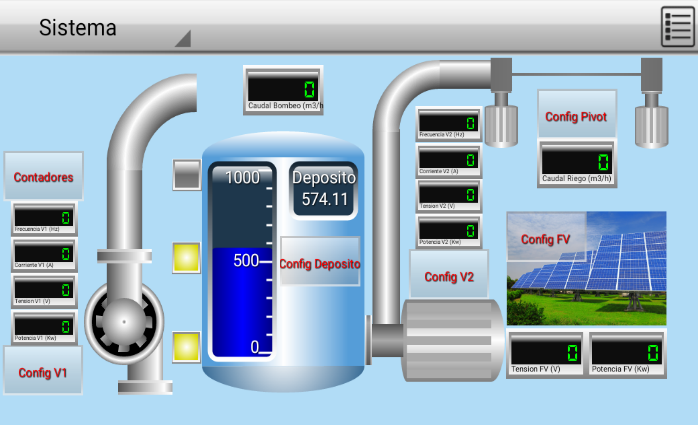 Sistema
0
Caudal Bombeo (m3/h
Contadores
0
Frecuencia V1 (Hz)
0
Corriente V1 (A)
0
Tension V1 (V)
0
Potencia V1 (Kw)
Config V1
1000
500
0
Deposito
574.11
Config Deposito
0
Frecuencia V2 (Hz)
0
Corriente V2 (A)
0
Tension V2 (V)
0
Potencia V2 (Kw)
Config V2
Config Pivot
0
Caudal Riego (m3/h)
Config FV
0
Tension FV (V)
0
Potencia FV (Kw)